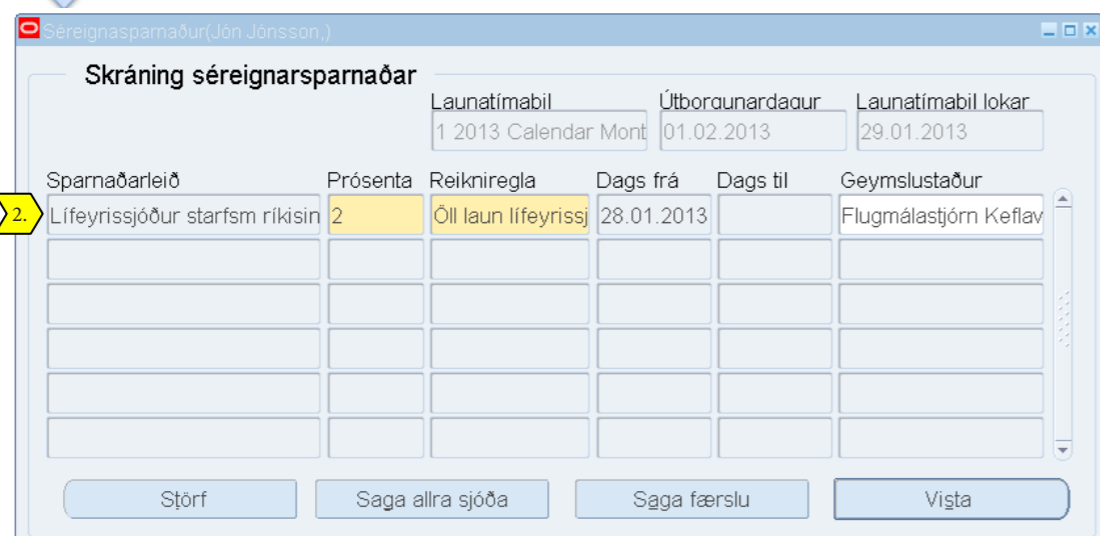 Séreignasparnaður(Jón Jónsson,)
Skráning séreignarsparnaðar
Launatímabil Útborgunardagur Launatímabil lokar
1 2013 Calendar Mont 01.02.2013 29.01.2013
Sparnaðarleið Prósenta Reikniregla Dags frá Dags til Geymslustaður
2. Lífeyrissjóður starfsm ríkisin 2 Öll laun lífeyrissj 28.01.2013 Flugmálastjórn Keflav
Störf Saga allra sjóða Saga færslu Vista